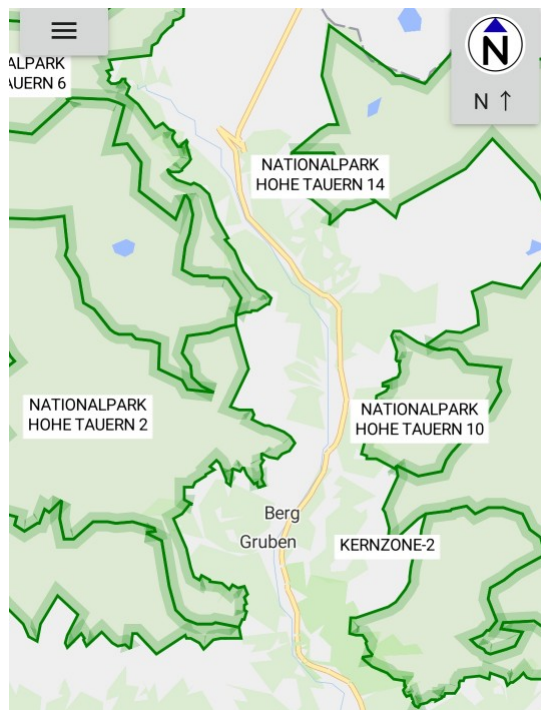 ALPARK
AUERN 6
N
N ↑
NATIONALPARK
HOHE TAUERN 14
NATIONALPARK
HOHE TAUERN 2
NATIONALPARK
HOHE TAUERN 10
Berg
Gruben
KERNZONE-2